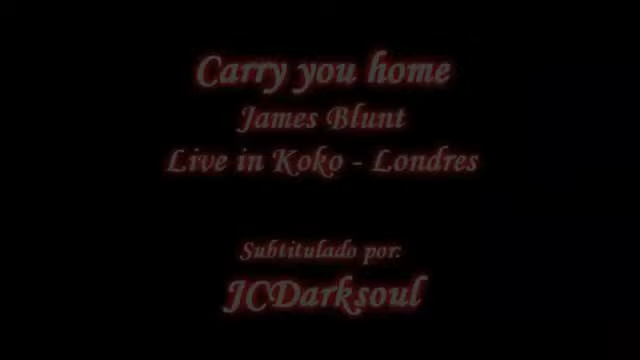 Carry you home
James Blunt
Live in Koko - Londres
Subtitulado por:
JCDarksoul